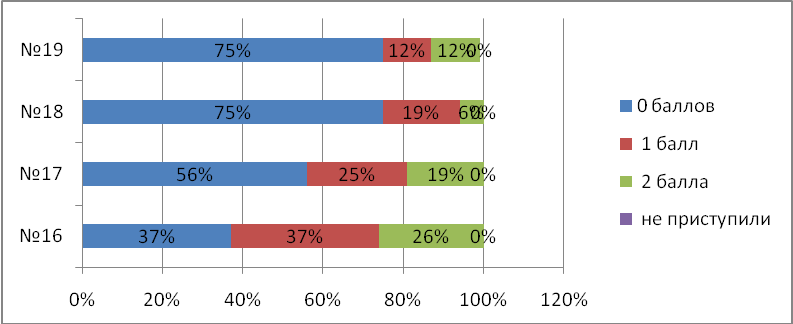 №19 75% 12% 12% 0%
№18 75% 19% 6% 0%
№17 56% 25% 19% 0%
№16 37% 37% 26% 0%
0% 20% 40% 60% 80% 100% 120%
0 баллов
1 балл
2 балла
не приступили